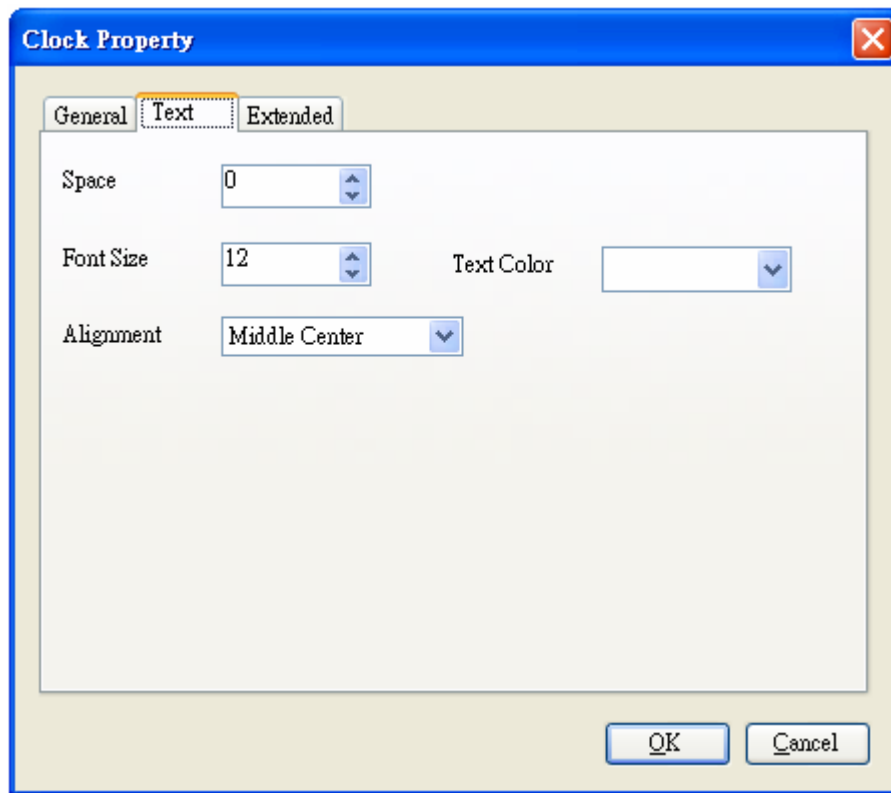 Clock Property
General Text Extended
Space 0
Font Size 12 Text Color
Alignment Middle Center
OK Cancel